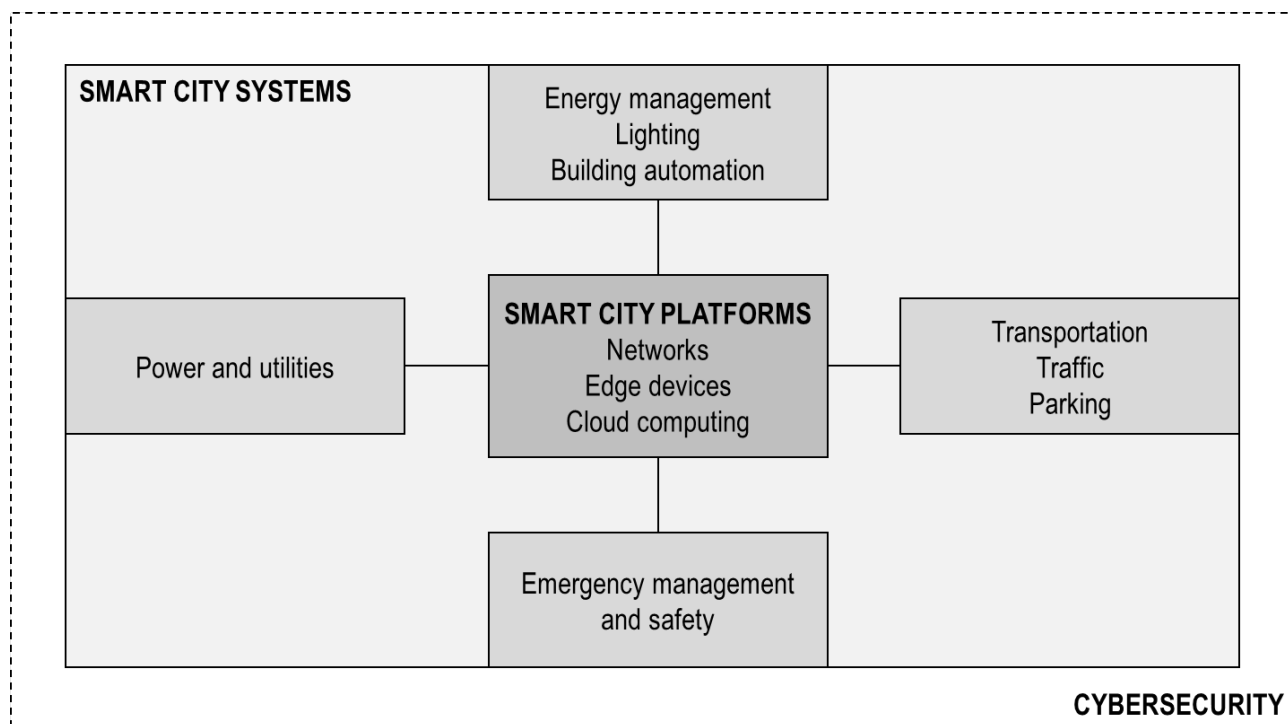 SMART CITY SYSTEMS
Energy management
Lighting
Building automation
Power and utilities
SMART CITY PLATFORMS
Networks
Edge devices
Cloud computing
Transportation
Traffic
Parking
Emergency management
and safety
CYBERSECURITY